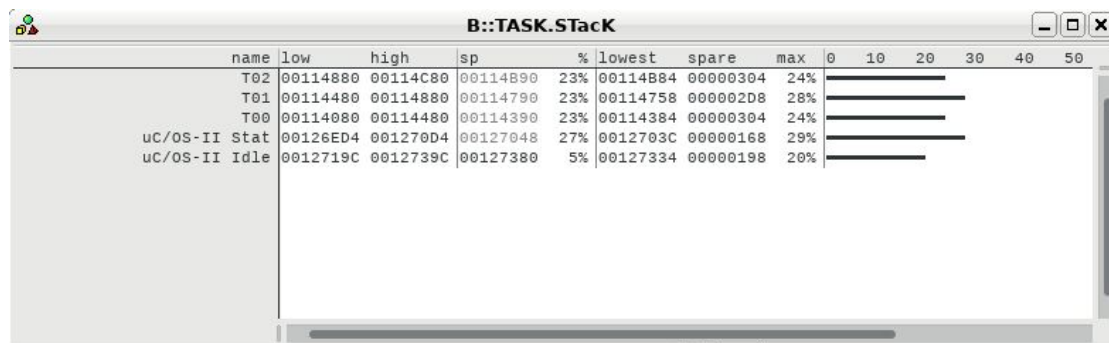 B::TASK.STacK
name low high sp % lowest spare max 0 10 20 30 40 50
T02 00114880 00114C80 00114B90 23% 00114B84 00000304 24%
T01 00114480 00114880 00114790 23% 00114758 000002D8 28%
T00 00114080 00114480 00114390 23% 00114384 00000304 24%
uC/OS-II Stat 00126ED4 001270D4 00127048 27% 0012703C 00000168 29%
uC/OS-II Idle 0012719C 0012739C 00127380 5% 00127334 00000198 20%